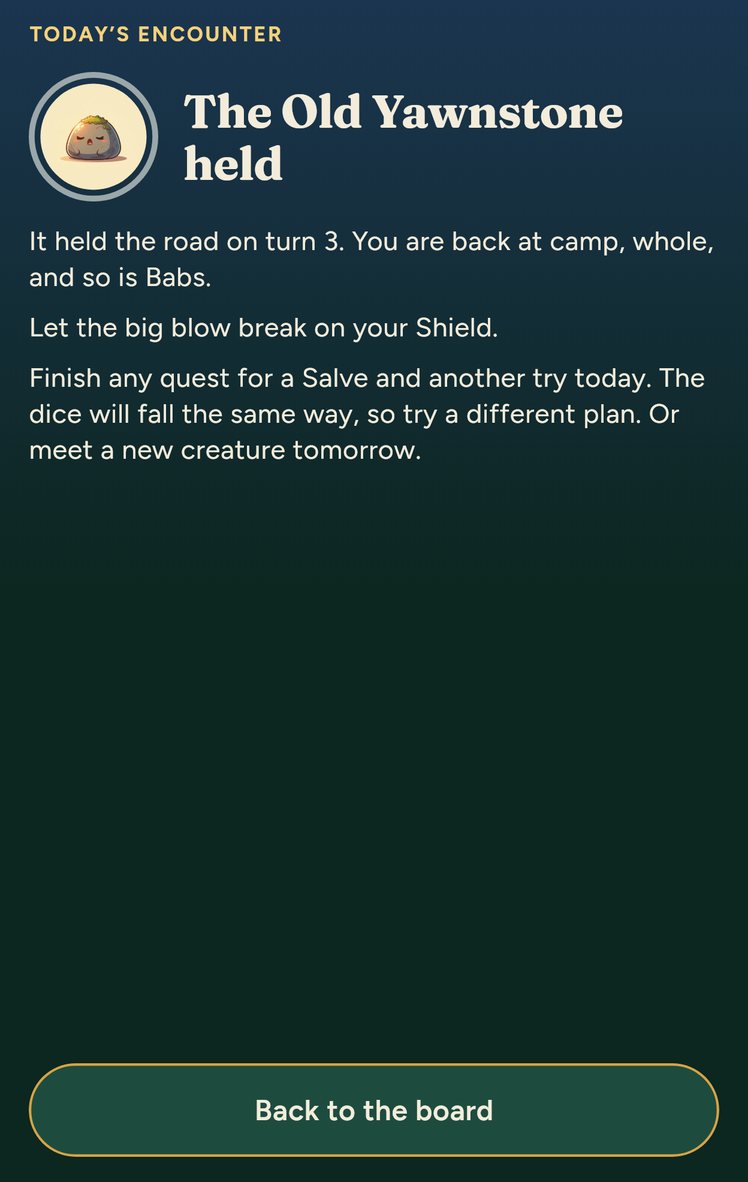 TODAY’S ENCOUNTER
The Old Yawnstone
held
It held the road on turn 3. You are back at camp, whole,
and so is Babs.
Let the big blow break on your Shield.
Finish any quest for a Salve and another try today. The
dice will fall the same way, so try a different plan. Or
meet a new creature tomorrow.
Back to the board